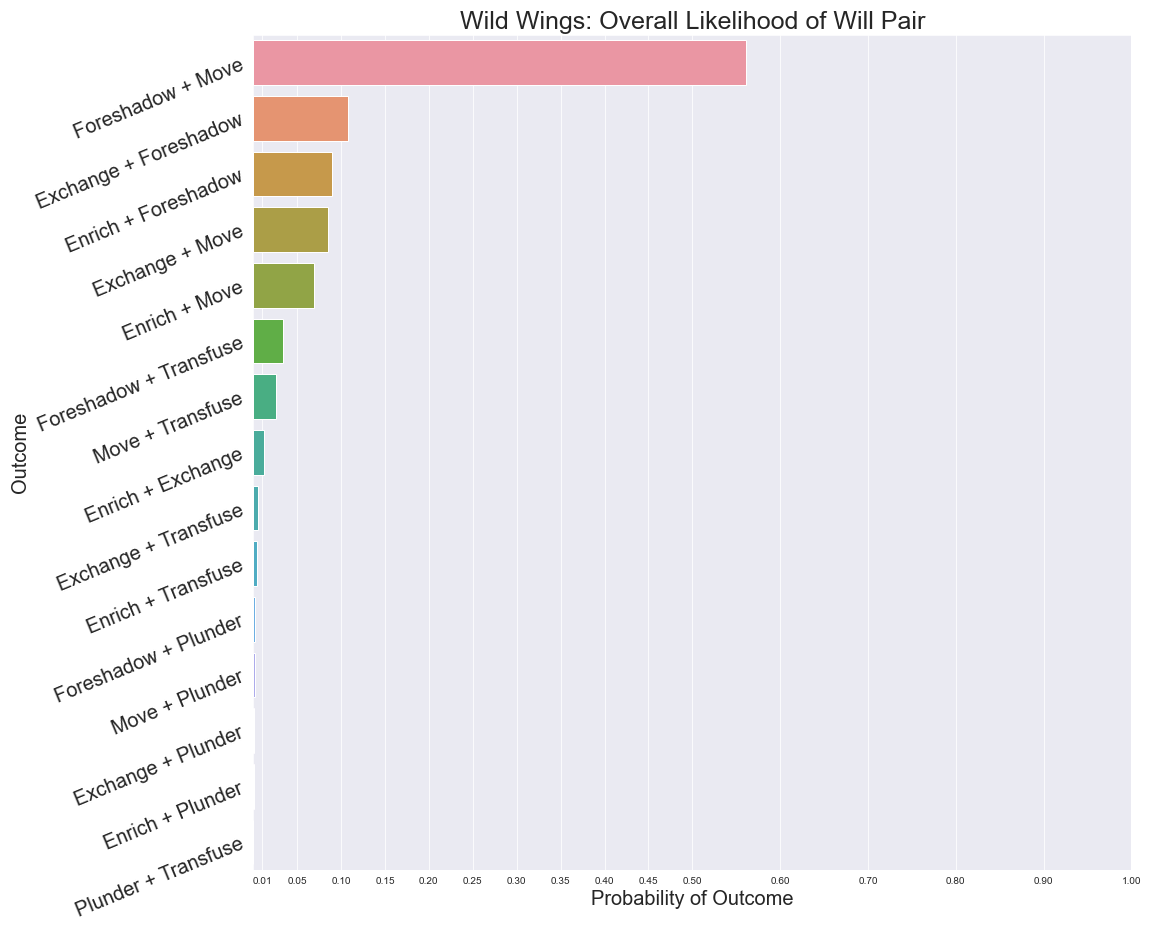 Wild Wings: Overall Likelihood of Will Pair
Outcome
Foreshadow + Move
Exchange + Foreshadow
Enrich + Foreshadow
Exchange + Move
Enrich + Move
Foreshadow + Transfuse
Move + Transfuse
Enrich + Exchange
Exchange + Transfuse
Enrich + Transfuse
Foreshadow + Plunder
Move + Plunder
Exchange + Plunder
Enrich + Plunder
Plunder + Transfuse
0.01 0.05 0.10 0.15 0.20 0.25 0.30 0.35 0.40 0.45 0.50 0.60 0.70 0.80 0.90 1.00
Probability of Outcome